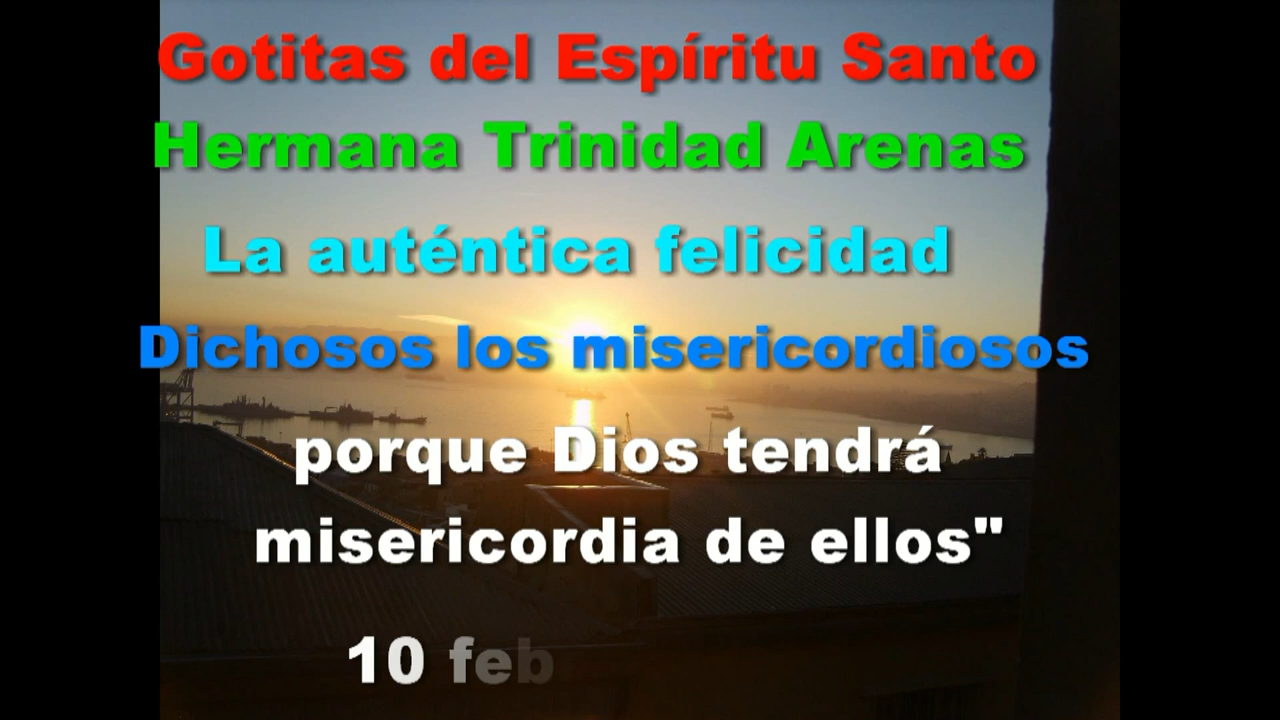 Gotitas del Espíritu Santo
Hermana Trinidad Arenas
La auténtica felicidad
Dichosos los misericordiosos
porque Dios tendrá
misericordia de ellos"
10 feb